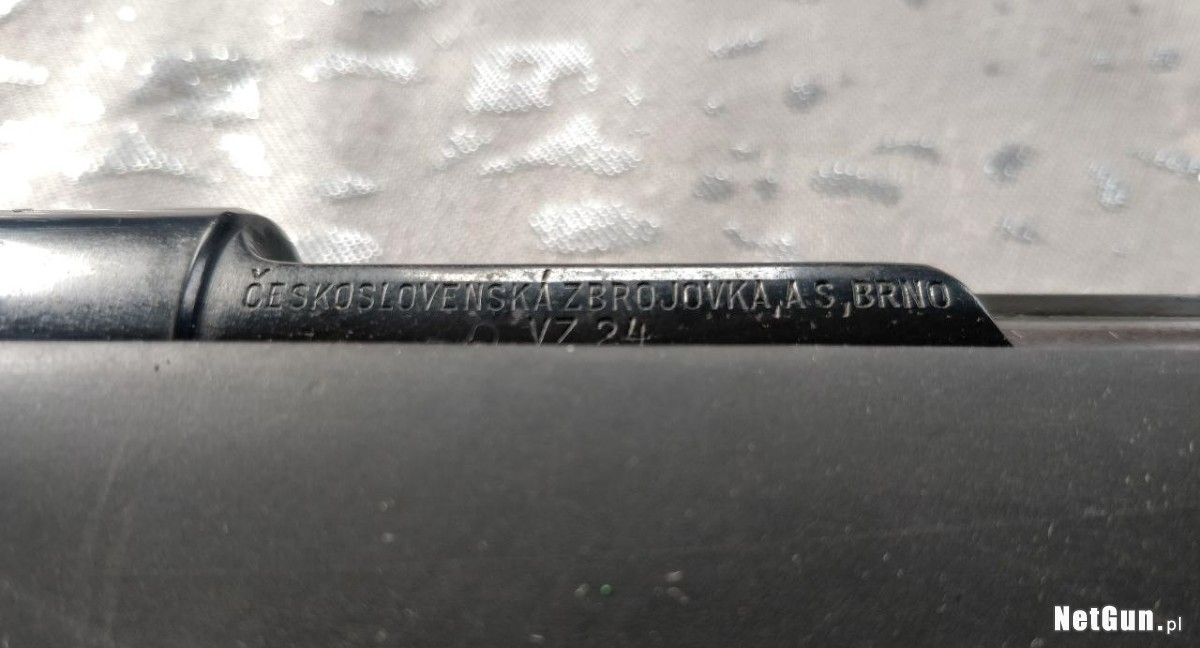 ČESKOSLOVENSKÁ ZBROJOVKA, A.S., BRNO
VZ 24
NetGun.pl